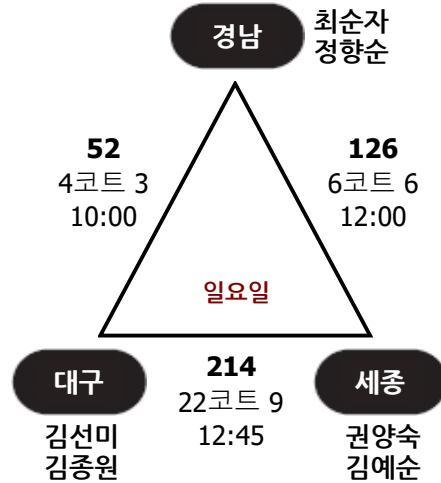 경남
최순자
정향순
52
4코트 3
10:00
126
6코트 6
12:00
일요일
대구
김선미
김종원
214
22코트 9
12:45
세종
권양숙
김예순